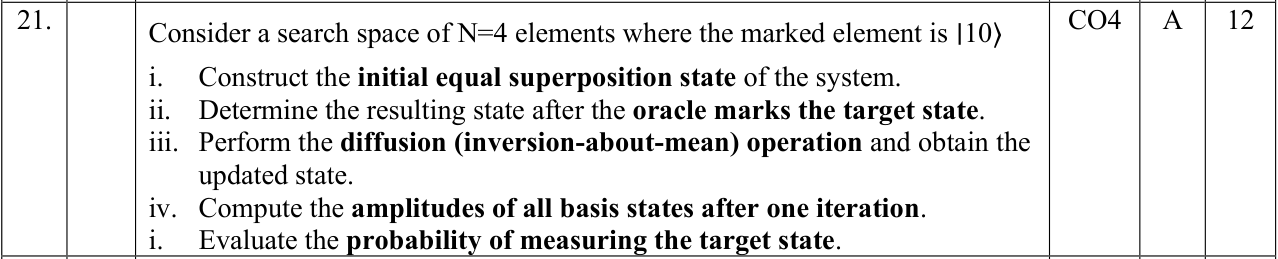 21. Consider a search space of N=4 elements where the marked element is |10⟩ CO4 A 12
i. Construct the initial equal superposition state of the system.
ii. Determine the resulting state after the oracle marks the target state.
iii. Perform the diffusion (inversion-about-mean) operation and obtain the
updated state.
iv. Compute the amplitudes of all basis states after one iteration.
i. Evaluate the probability of measuring the target state.